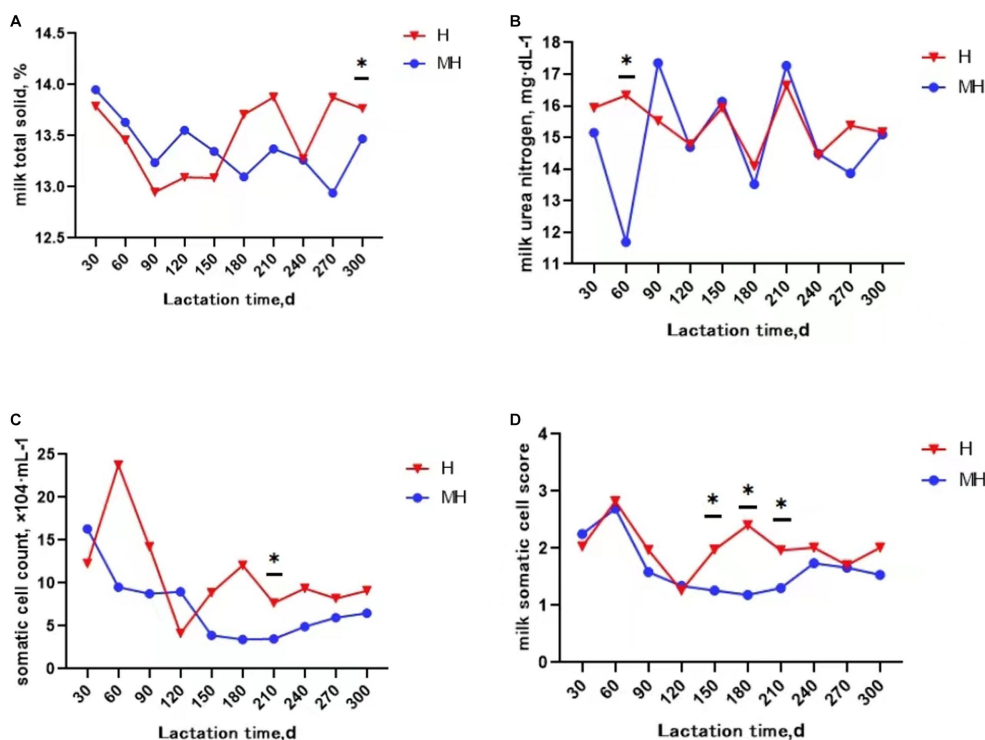 A
milk total solid, %
14.5
14.0
13.5
13.0
12.5
30 60 90 120 150 180 210 240 270 300
Lactation time,d
*
H
MH
B
milk urea nitrogen, mg·dL-1
18
17
16
15
14
13
12
11
30 60 90 120 150 180 210 240 270 300
Lactation time,d
*
H
MH
C
somatic cell count, ×104·mL-1
25
20
15
10
5
0
30 60 90 120 150 180 210 240 270 300
Lactation time,d
*
H
MH
D
milk somatic cell score
4
3
2
1
0
30 60 90 120 150 180 210 240 270 300
Lactation time,d
* * *
H
MH